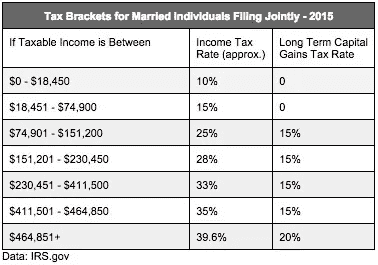 Tax Brackets for Married Individuals Filing Jointly - 2015
If Taxable Income is Between Income Tax Rate (approx.) Long Term Capital Gains Tax Rate
$0 - $18,450 10% 0
$18,451 - $74,900 15% 0
$74,901 - $151,200 25% 15%
$151,201 - $230,450 28% 15%
$230,451 - $411,500 33% 15%
$411,501 - $464,850 35% 15%
$464,851+ 39.6% 20%
Data: IRS.gov